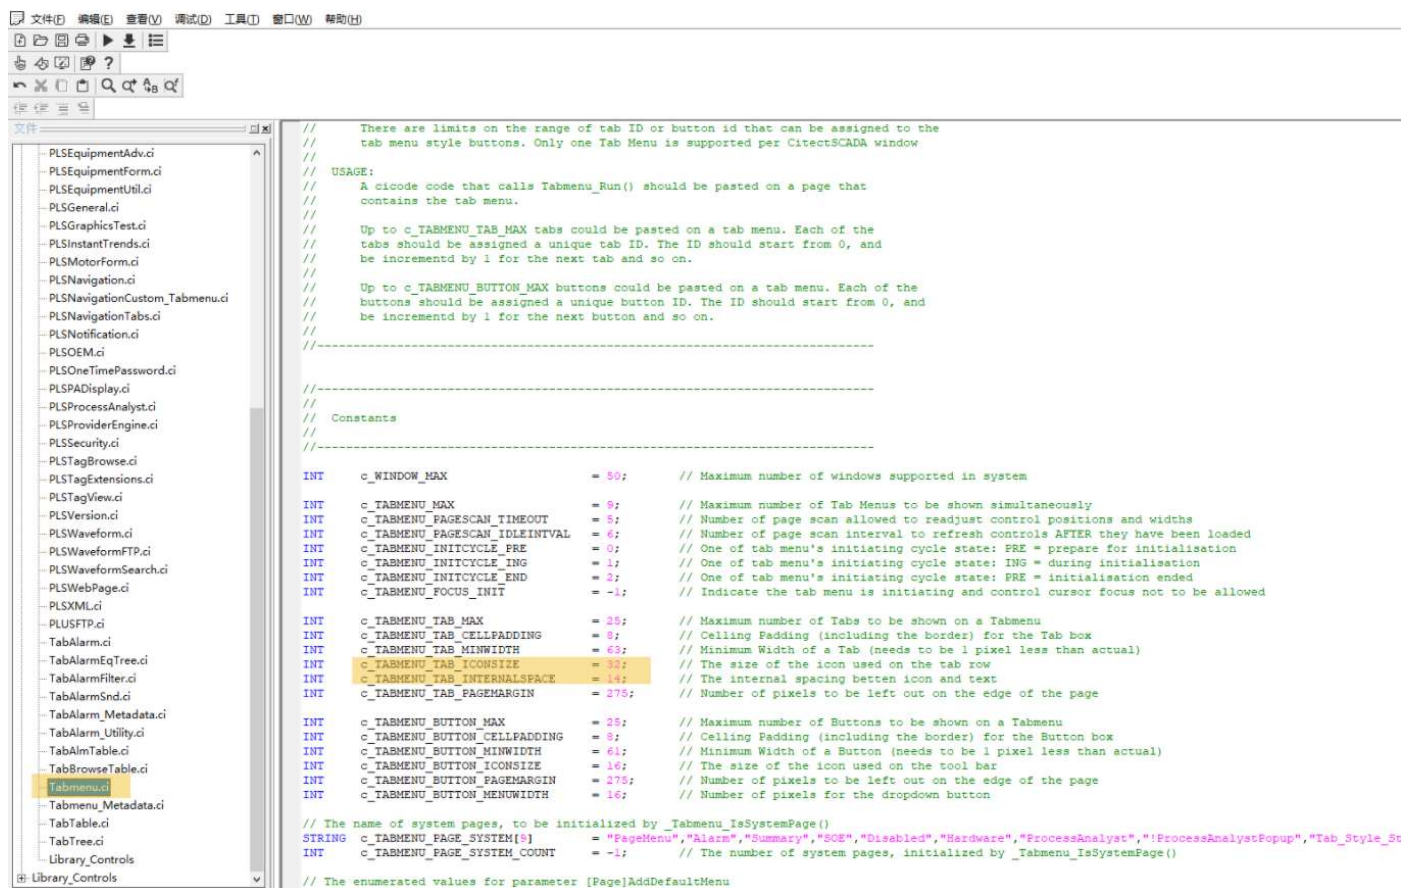 文件(F) 编辑(E) 查看(V) 调试(D) 工具(T) 窗口(W) 帮助(H)
文件
PLSEquipmentAdv.ci
PLSEquipmentForm.ci
PLSEquipmentUtil.ci
PLSGeneral.ci
PLSGraphicsTest.ci
PLSInstantTrends.ci
PLSMotorForm.ci
PLSNavigation.ci
PLSNavigationCustom_Tabmenu.ci
PLSNavigationTabs.ci
PLSNotification.ci
PLSOEM.ci
PLSOneTimePassword.ci
PLSPADisplay.ci
PLSProcessAnalyst.ci
PLSProviderEngine.ci
PLSSecurity.ci
PLSTagBrowse.ci
PLSTagExtensions.ci
PLSTagView.ci
PLSVersion.ci
PLSWaveform.ci
PLSWaveformFTP.ci
PLSWaveformSearch.ci
PLSWebPage.ci
PLSXML.ci
PLUSFTP.ci
TabAlarm.ci
TabAlarmEqTree.ci
TabAlarmFilter.ci
TabAlarmSnd.ci
TabAlarm_Metadata.ci
TabAlarm_Utility.ci
TabAlmTable.ci
TabBrowseTable.ci
Tabmenu.ci
Tabmenu_Metadata.ci
TabTable.ci
TabTree.ci
Library_Controls
Library_Controls
// There are limits on the range of tab ID or button id that can be assigned to the
// tab menu style buttons. Only one Tab Menu is supported per CitectSCADA window
//
// USAGE:
// A cicode code that calls Tabmenu_Run() should be pasted on a page that
// contains the tab menu.
//
// Up to c_TABMENU_TAB_MAX tabs could be pasted on a tab menu. Each of the
// tabs should be assigned a unique tab ID. The ID should start from 0, and
// be incrementd by 1 for the next tab and so on.
//
// Up to c_TABMENU_BUTTON_MAX buttons could be pasted on a tab menu. Each of the
// buttons should be assigned a unique button ID. The ID should start from 0, and
// be incrementd by 1 for the next button and so on.
//
//-----------------------------------------------------------------------------
//-----------------------------------------------------------------------------
//
// Constants
//
//-----------------------------------------------------------------------------
INT c_WINDOW_MAX = 50; // Maximum number of windows supported in system
INT c_TABMENU_MAX = 9; // Maximum number of Tab Menus to be shown simultaneously
INT c_TABMENU_PAGESCAN_TIMEOUT = 5; // Number of page scan allowed to readjust control positions and widths
INT c_TABMENU_PAGESCAN_IDLEINTVAL = 6; // Number of page scan interval to refresh controls AFTER they have been loaded
INT c_TABMENU_INITCYCLE_PRE = 0; // One of tab menu's initiating cycle state: PRE = prepare for initialisation
INT c_TABMENU_INITCYCLE_ING = 1; // One of tab menu's initiating cycle state: ING = during initialisation
INT c_TABMENU_INITCYCLE_END = 2; // One of tab menu's initiating cycle state: PRE = initialisation ended
INT c_TABMENU_FOCUS_INIT = -1; // Indicate the tab menu is initiating and control cursor focus not to be allowed
INT c_TABMENU_TAB_MAX = 25; // Maximum number of Tabs to be shown on a Tabmenu
INT c_TABMENU_TAB_CELLPADDING = 8; // Celling Padding (including the border) for the Tab box
INT c_TABMENU_TAB_MINWIDTH = 63; // Minimum Width of a Tab (needs to be 1 pixel less than actual)
INT c_TABMENU_TAB_ICONSIZE = 32; // The size of the icon used on the tab row
INT c_TABMENU_TAB_INTERNALSPACE = 14; // The internal spacing betten icon and text
INT c_TABMENU_TAB_PAGEMARGIN = 275; // Number of pixels to be left out on the edge of the page
INT c_TABMENU_BUTTON_MAX = 25; // Maximum number of Buttons to be shown on a Tabmenu
INT c_TABMENU_BUTTON_CELLPADDING = 8; // Celling Padding (including the border) for the Button box
INT c_TABMENU_BUTTON_MINWIDTH = 61; // Minimum Width of a Button (needs to be 1 pixel less than actual)
INT c_TABMENU_BUTTON_ICONSIZE = 16; // The size of the icon used on the tool bar
INT c_TABMENU_BUTTON_PAGEMARGIN = 275; // Number of pixels to be left out on the edge of the page
INT c_TABMENU_BUTTON_MENUWIDTH = 16; // Number of pixels for the dropdown button
// The name of system pages, to be initialized by _Tabmenu_IsSystemPage()
STRING c_TABMENU_PAGE_SYSTEM[9] = "PageMenu","Alarm","Summary","SOE","Disabled","Hardware","ProcessAnalyst","!ProcessAnalystPopup","Tab_Style_St
INT c_TABMENU_PAGE_SYSTEM_COUNT = -1; // The number of system pages, initialized by _Tabmenu_IsSystemPage()
// The enumerated values for parameter [Page]AddDefaultMenu